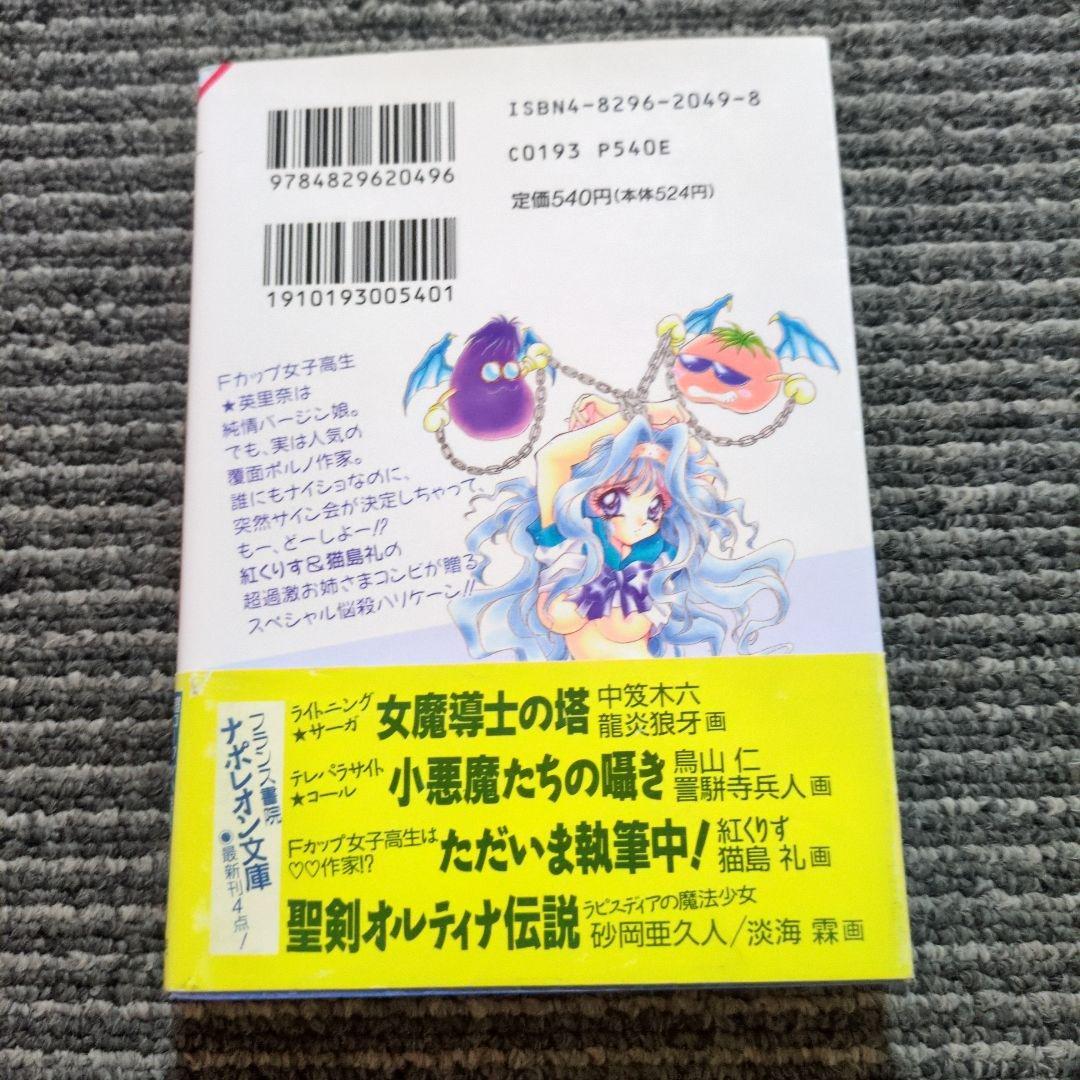 ISBN4-8296-2049-8
C0193 P540E
定価540円(本体524円)
9784829620496
1910193005401
Fカップ女子高生
★英里奈は
純情バージン娘。
でも、実は人気の
覆面ポルノ作家。
誰にもナイショなのに、
突然サイン会が決定しちゃって、
もー、どーしよー!?
紅くりす&猫島礼の
超過激お姉さまコンビが贈る
スペシャル悩殺ハリケーン!!
フランス書院
ナポレオン文庫
●最新刊4点!
ライトニング
★サーガ
女魔導士の塔
中笈木六
龍炎狼牙画
テレパラサイト
★コール
小悪魔たちの囁き
鳥山 仁
詈駢寺兵人画
Fカップ女子高生は
♡♡作家!?
ただいま執筆中!
紅くりす
猫島 礼画
聖剣オルティナ伝説
ラピスディアの魔法少女
砂岡亜久人/淡海 霖画